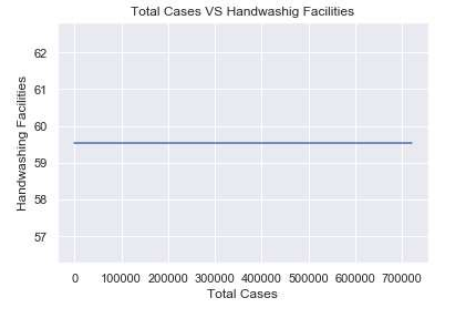 Total Cases VS Handwashig Facilities
62
61
60
59
58
57
Handwashing Facilities
0 100000 200000 300000 400000 500000 600000 700000
Total Cases